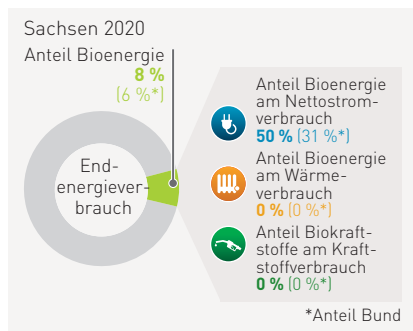 Sachsen 2020
Anteil Bioenergie
8 %
(6 %*)
End-
energiever-
brauch
Anteil Bioenergie
am Nettostrom-
verbrauch
50 % (31 %*)
Anteil Bioenergie
am Wärme-
verbrauch
0 % (0 %*)
Anteil Biokraft-
stoffe am Kraft-
stoffverbrauch
0 % (0 %*)
*Anteil Bund